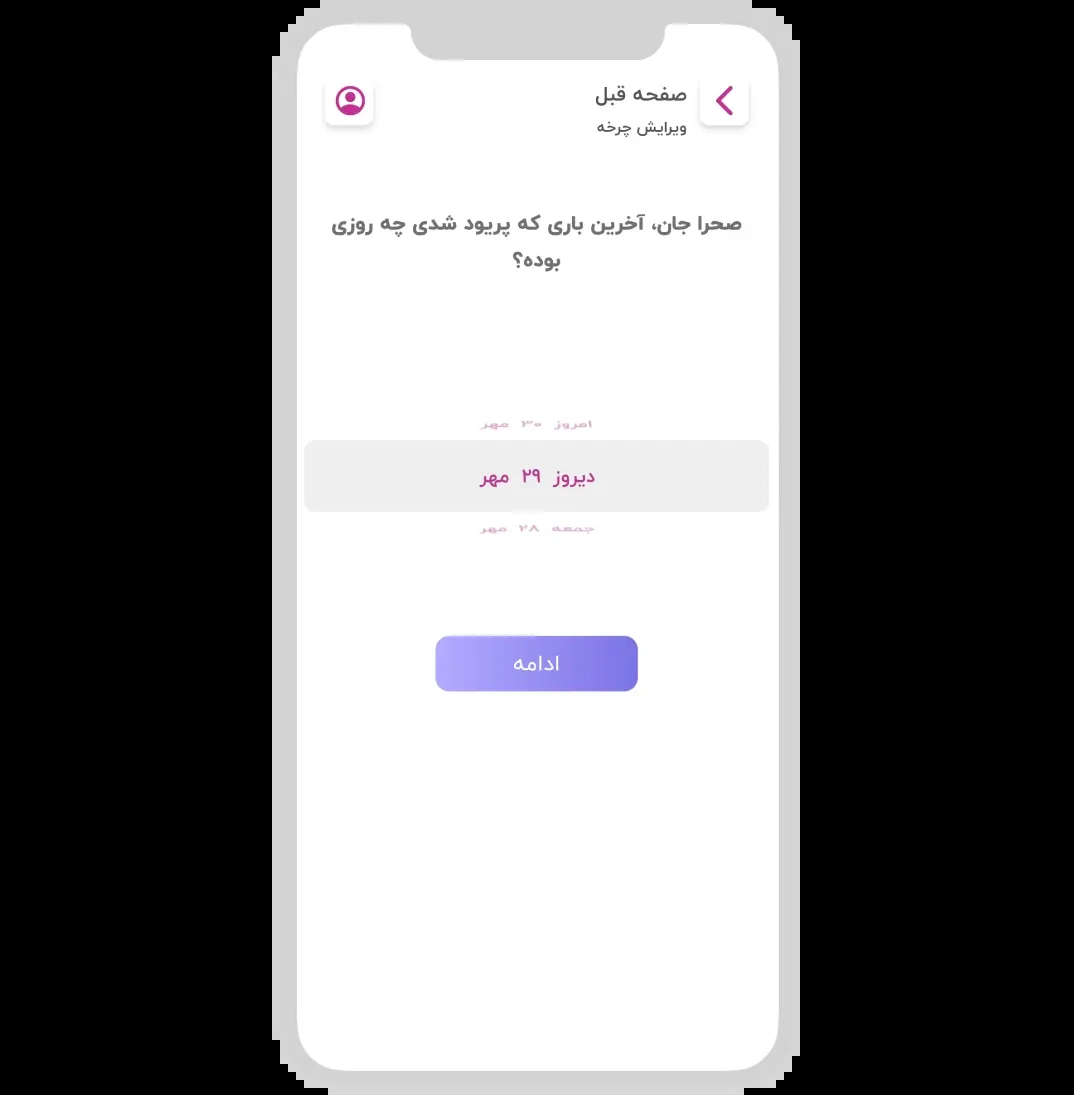 صفحه قبل
ویرایش چرخه
صحرا جان، آخرین باری که پریود شدی چه روزی
بوده؟
امروز ۳۰ مهر
دیروز ۲۹ مهر
جمعه ۲۸ مهر
ادامه